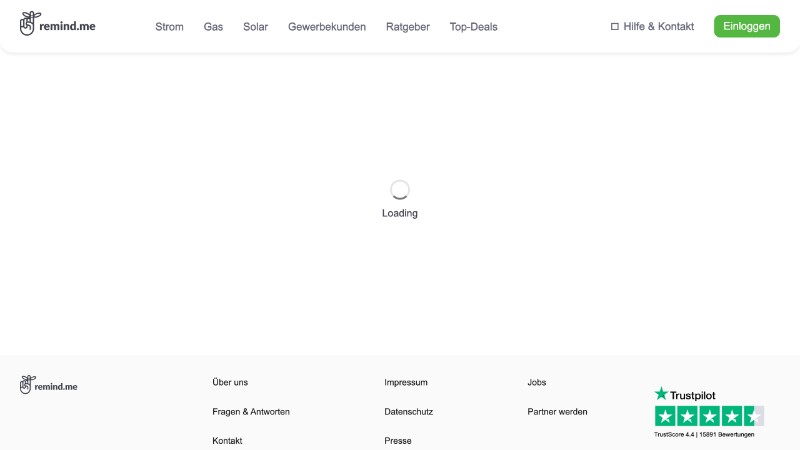 remind.me
Strom Gas Solar Gewerbekunden Ratgeber Top-Deals Hilfe & Kontakt Einloggen
Loading
remind.me
Über uns
Fragen & Antworten
Kontakt
Impressum
Datenschutz
Presse
Jobs
Partner werden
Trustpilot
TrustScore 4.4 | 15891 Bewertungen